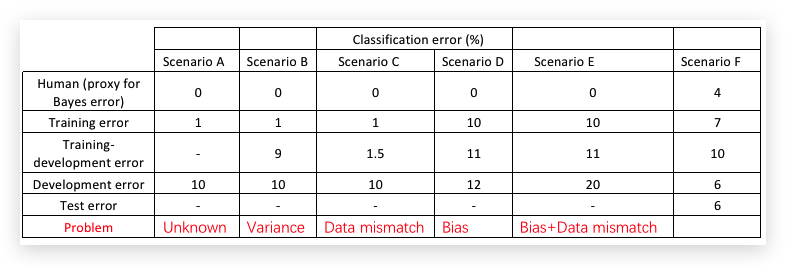 Classification error (%)
Scenario A Scenario B Scenario C Scenario D Scenario E Scenario F
Human (proxy for
Bayes error) 0 0 0 0 0 4
Training error 1 1 1 10 10 7
Training-
development error - 9 1.5 11 11 10
Development error 10 10 10 12 20 6
Test error - - - - - 6
Problem Unknown Variance Data mismatch Bias Bias+Data mismatch